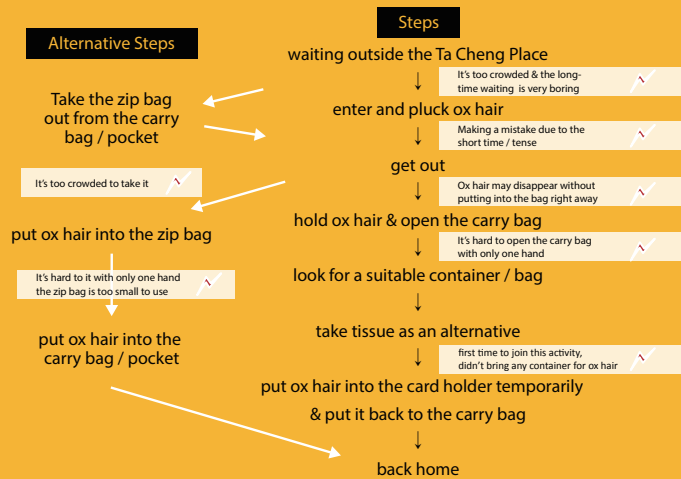 Alternative Steps
Take the zip bag
out from the carry
bag / pocket
It's too crowded to take it
put ox hair into the zip bag
It's hard to it with only one hand
the zip bag is too small to use
put ox hair into the
carry bag / pocket
Steps
waiting outside the Ta Cheng Place
It's too crowded & the long-
time waiting is very boring
enter and pluck ox hair
Making a mistake due to the
short time / tense
get out
Ox hair may disappear without
putting into the bag right away
hold ox hair & open the carry bag
It's hard to open the carry bag
with only one hand
look for a suitable container / bag
take tissue as an alternative
first time to join this activity,
didn't bring any container for ox hair
put ox hair into the card holder temporarily
& put it back to the carry bag
back home